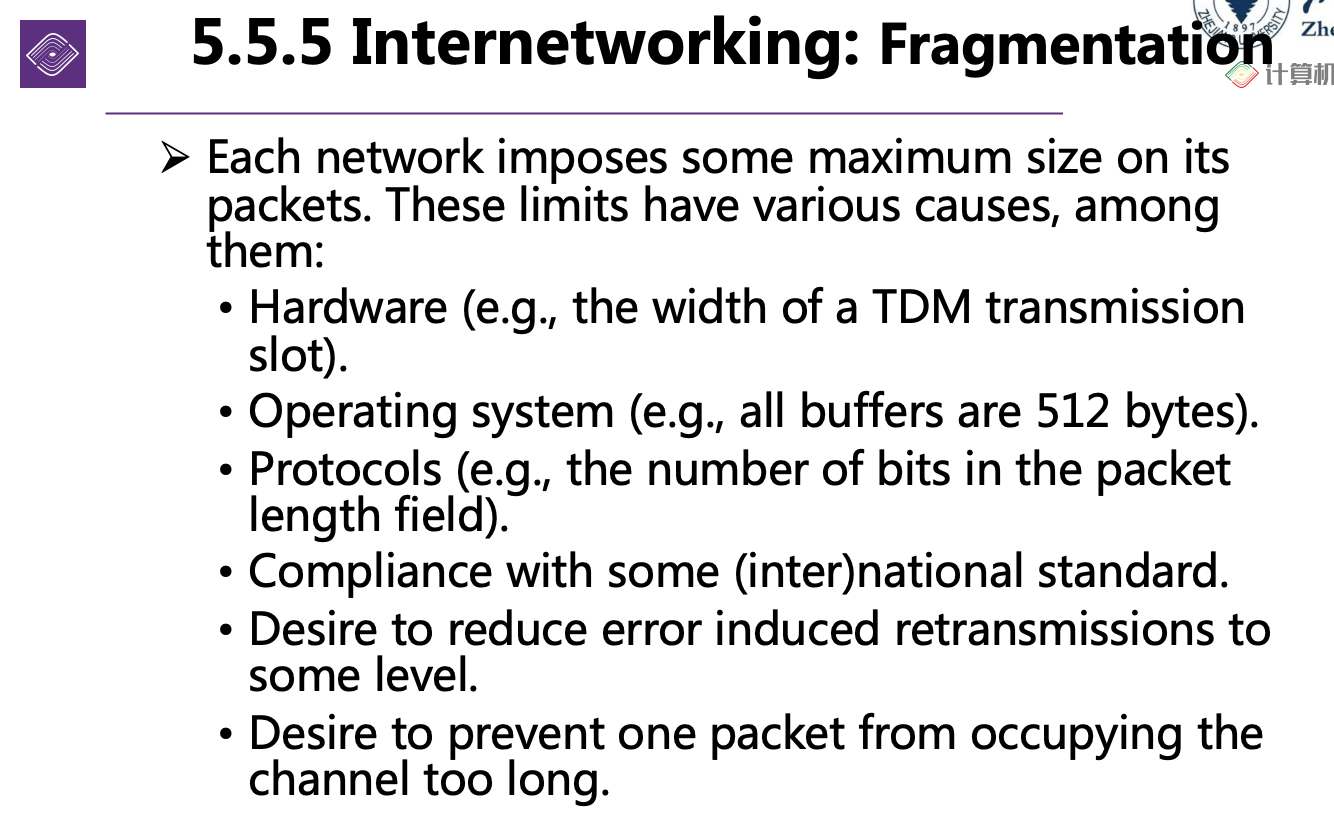 5.5.5 Internetworking: Fragmentation
1897
Zhe
计算机
➢ Each network imposes some maximum size on its
packets. These limits have various causes, among
them:
• Hardware (e.g., the width of a TDM transmission
slot).
• Operating system (e.g., all buffers are 512 bytes).
• Protocols (e.g., the number of bits in the packet
length field).
• Compliance with some (inter)national standard.
• Desire to reduce error induced retransmissions to
some level.
• Desire to prevent one packet from occupying the
channel too long.